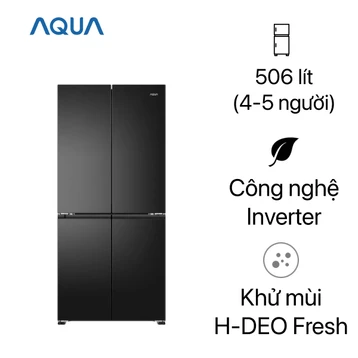 AQUA
506 lít
(4-5 người)
Công nghệ
Inverter
Khử mùi
H-DEO Fresh